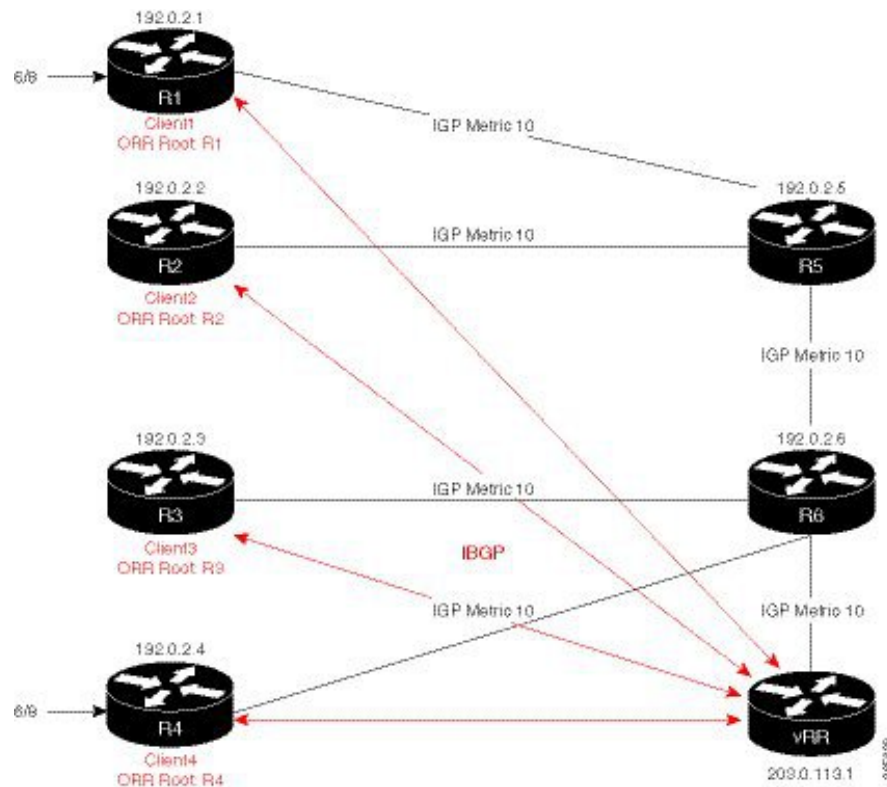 192.0.2.1
6/8
R1
Client1
ORR Root: R1
IGP Metric 10
192.0.2.2
R2
Client2
ORR Root: R2
IGP Metric 10
192.0.2.5
R5
IGP Metric 10
192.0.2.3
R3
Client3
ORR Root: R3
IGP Metric 10
192.0.2.6
R6
IBGP
IGP Metric 10
IGP Metric 10
192.0.2.4
6/8
R4
Client4
ORR Root: R4
vRR
203.0.113.1